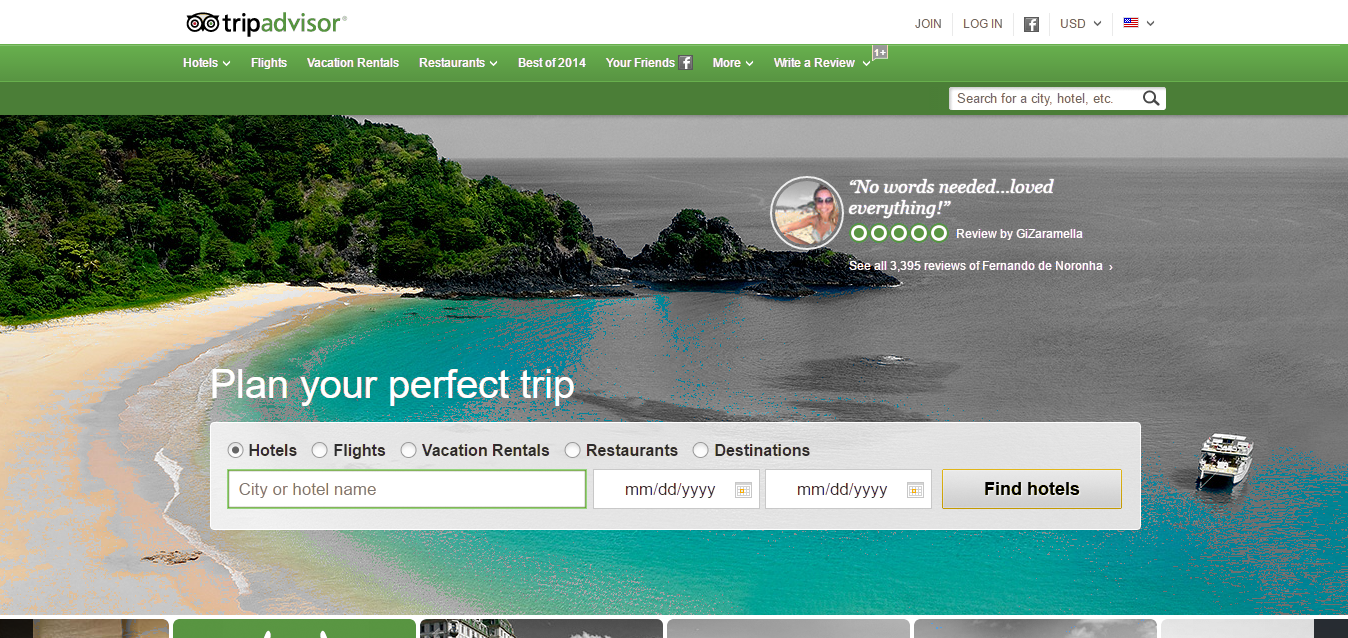 tripadvisor®
JOIN LOG IN USD
Hotels Flights Vacation Rentals Restaurants Best of 2014 Your Friends f More Write a Review 1+
Search for a city, hotel, etc.
“No words needed...loved
everything!”
Review by GiZaramella
See all 3,395 reviews of Fernando de Noronha ›
Plan your perfect trip
Hotels Flights Vacation Rentals Restaurants Destinations
City or hotel name mm/dd/yyyy mm/dd/yyyy Find hotels